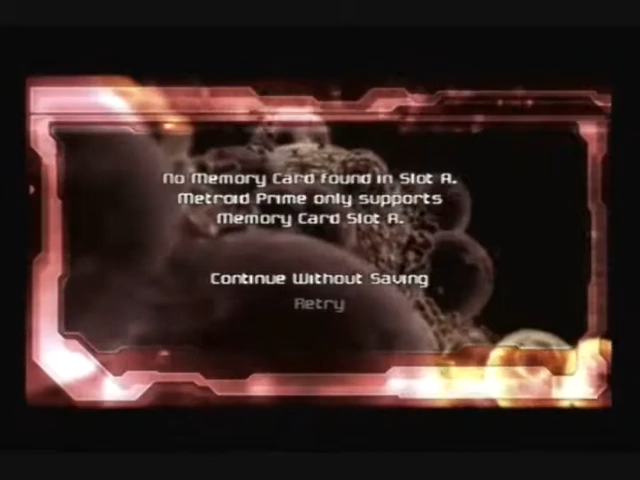 No Memory Card found in Slot A.
Metroid Prime only supports
Memory Card Slot A.
Continue Without Saving
Retry